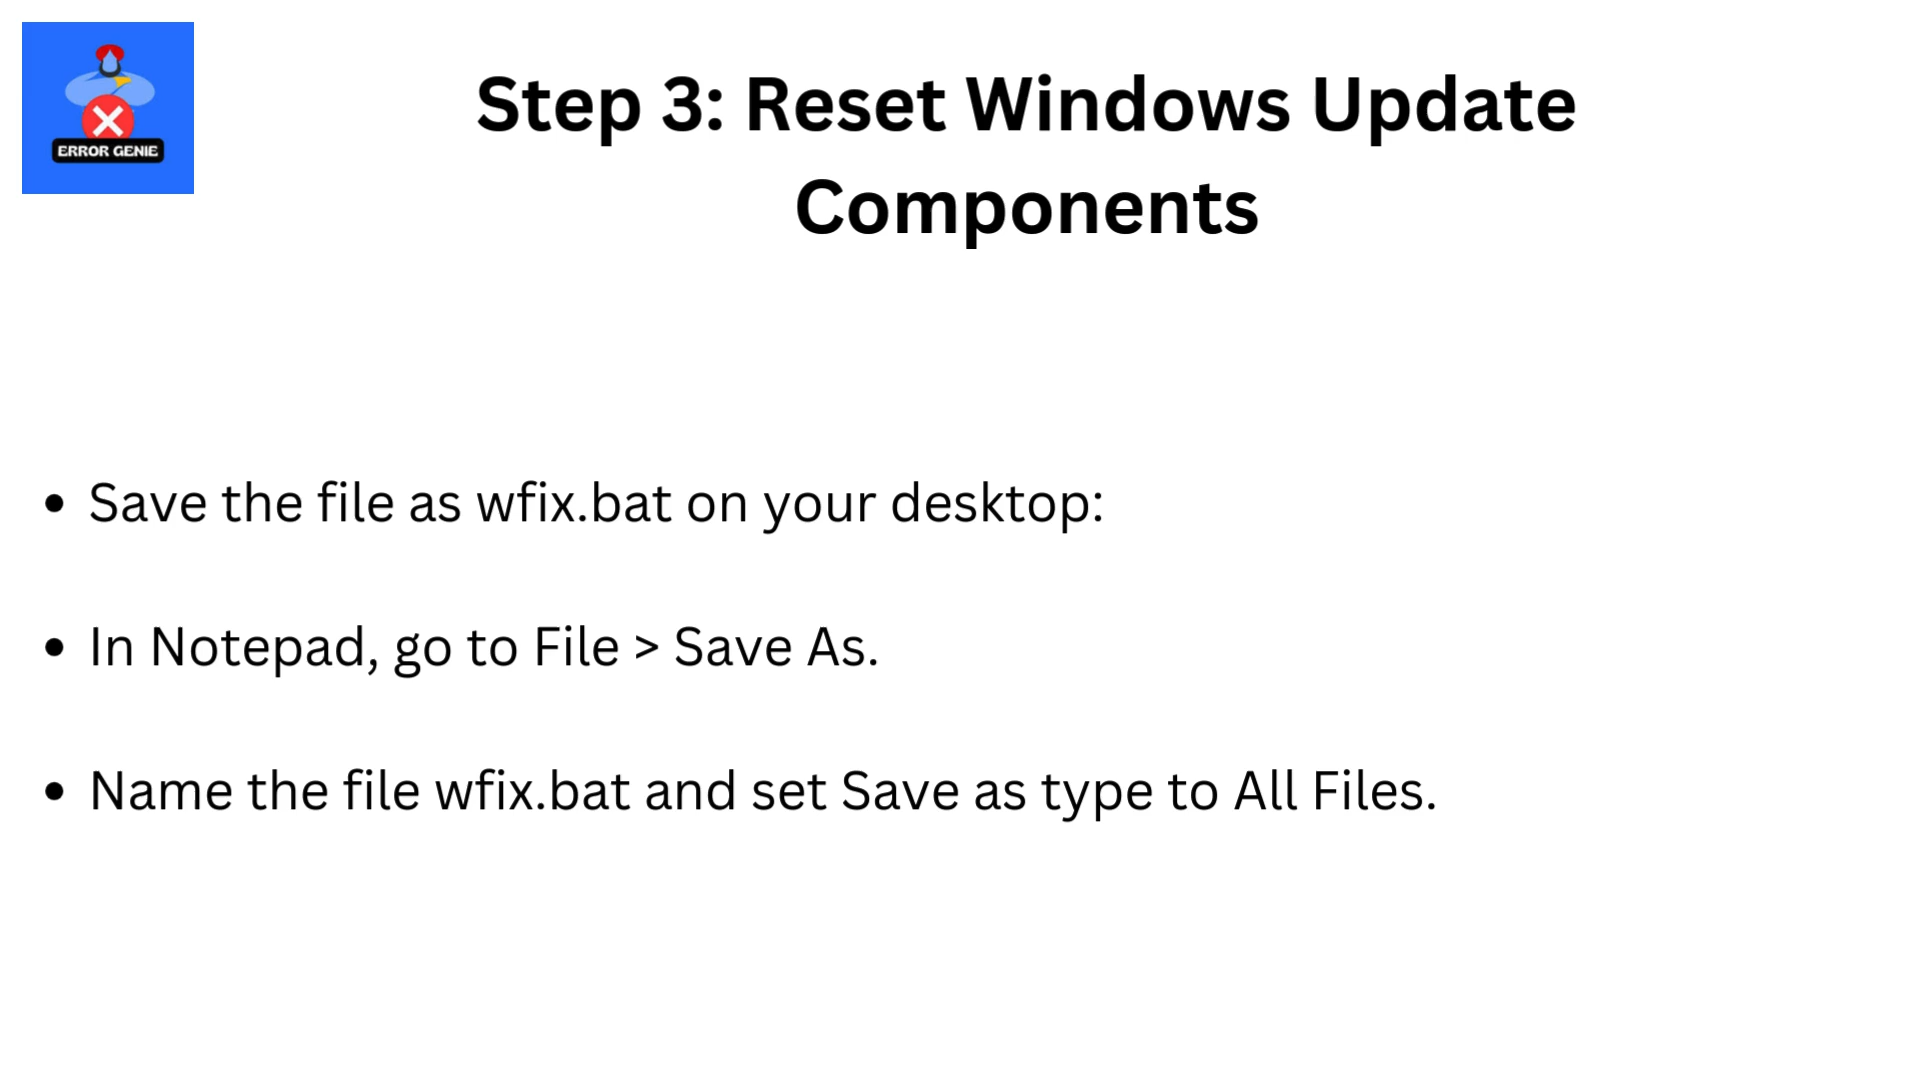 ERROR GENIE
Step 3: Reset Windows Update
Components
• Save the file as wfix.bat on your desktop:
• In Notepad, go to File > Save As.
• Name the file wfix.bat and set Save as type to All Files.